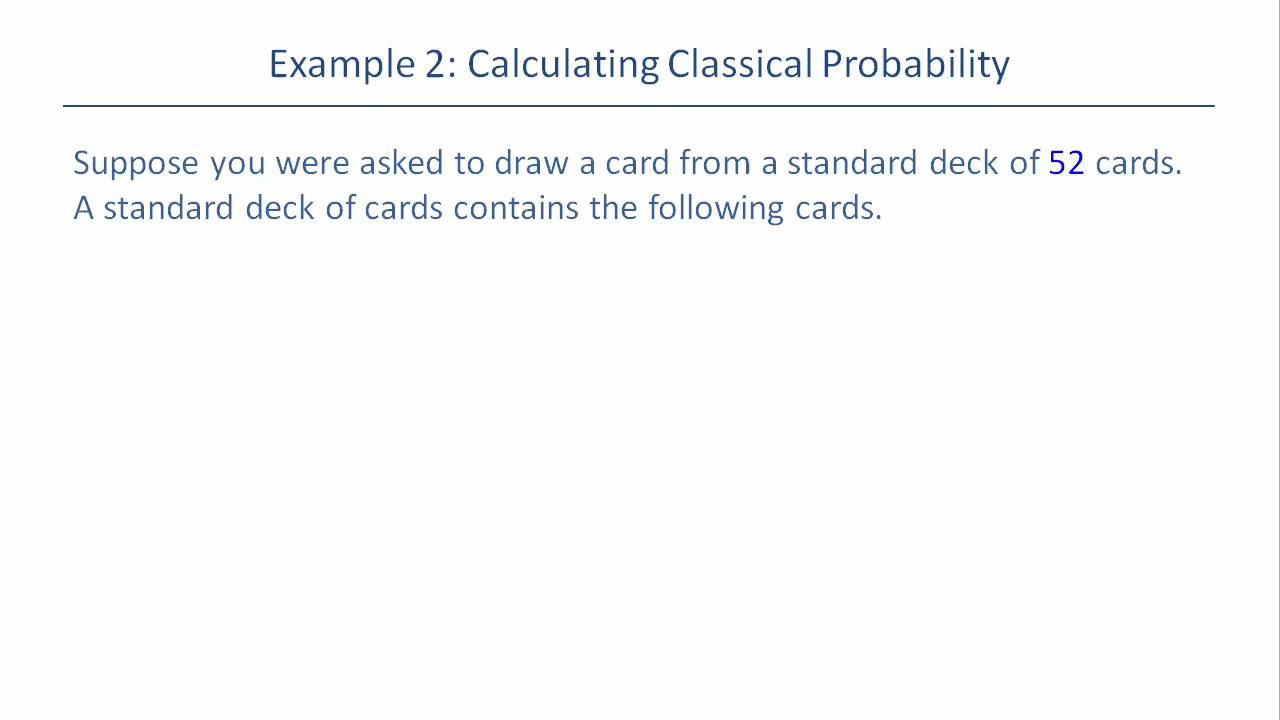 Example 2: Calculating Classical Probability
Suppose you were asked to draw a card from a standard deck of 52 cards.
A standard deck of cards contains the following cards.